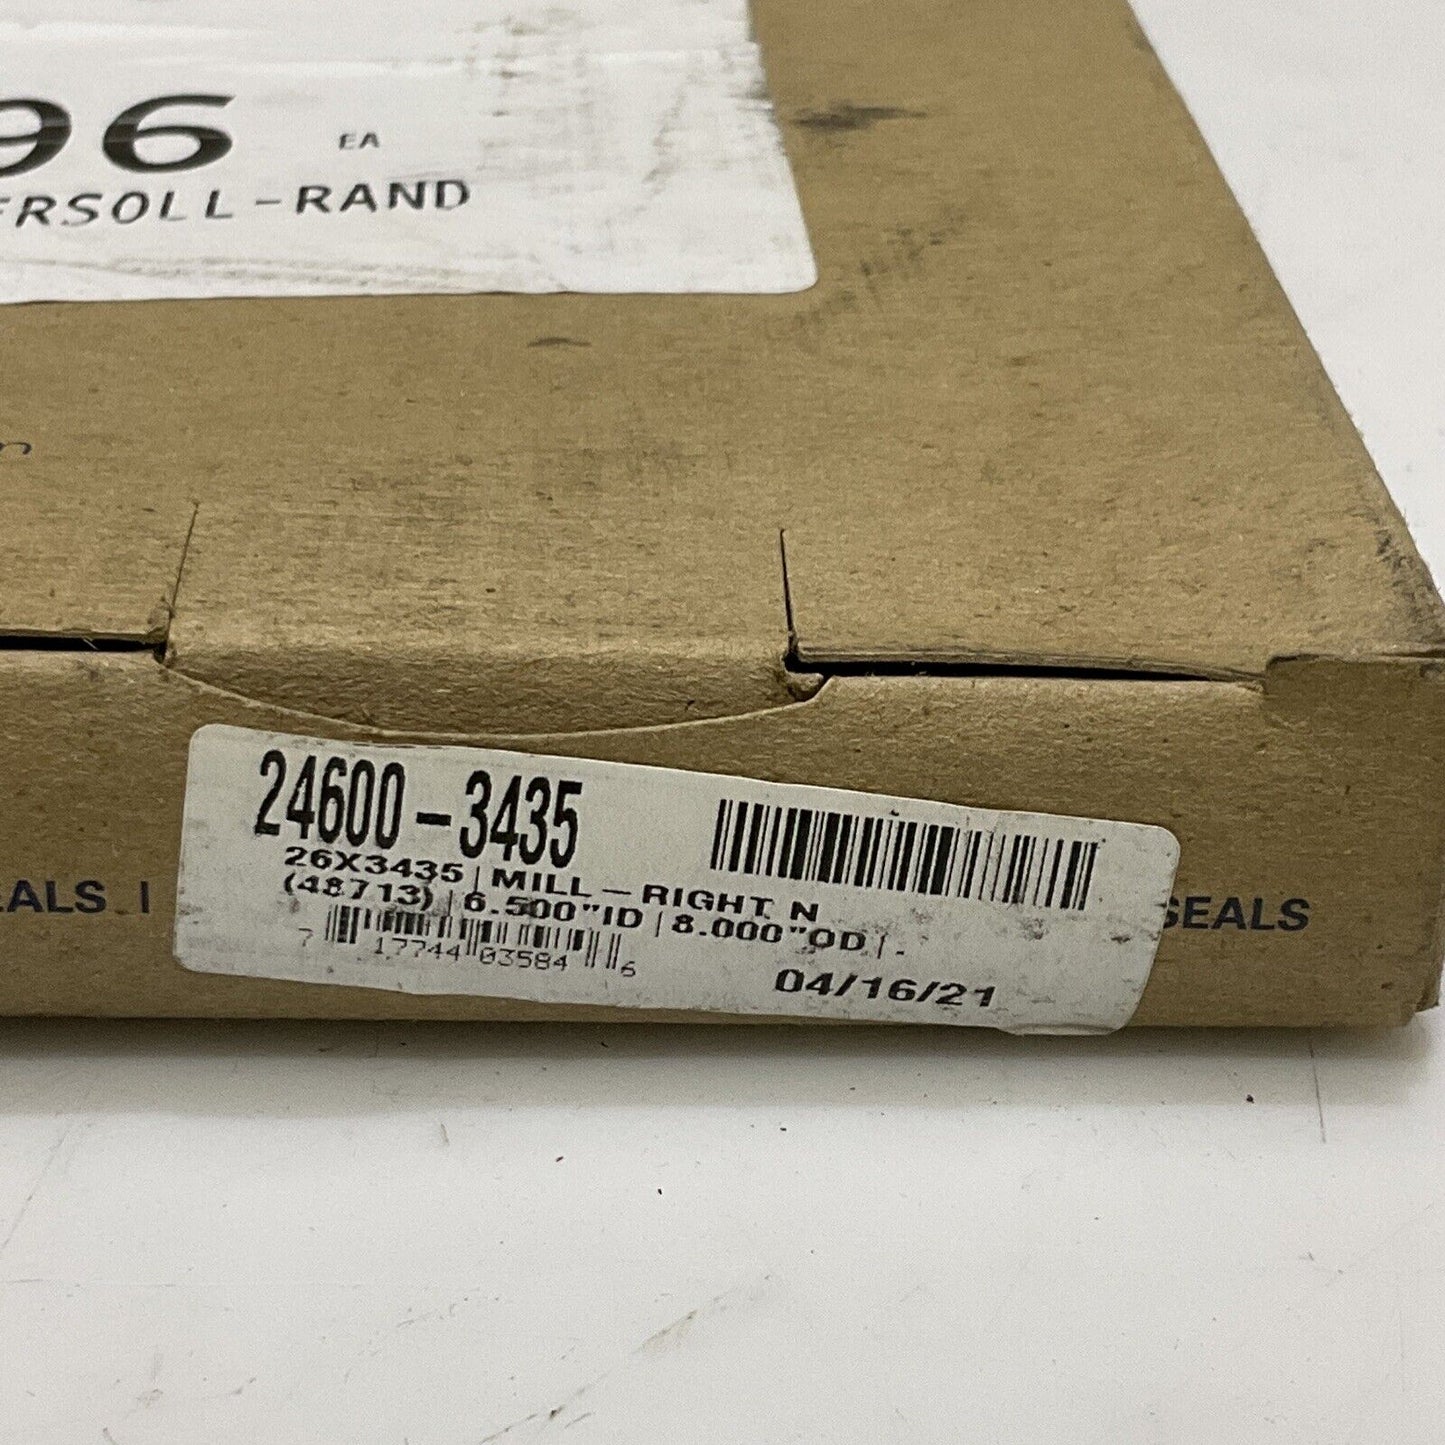 96 EA
ERSOLL-RAND
24600-3435
26X3435 | MILL-RIGHT N
(48713) | 6.500"ID | 8.000"OD | .
7 17744 03584 6
04/16/21
EALS | SEALS